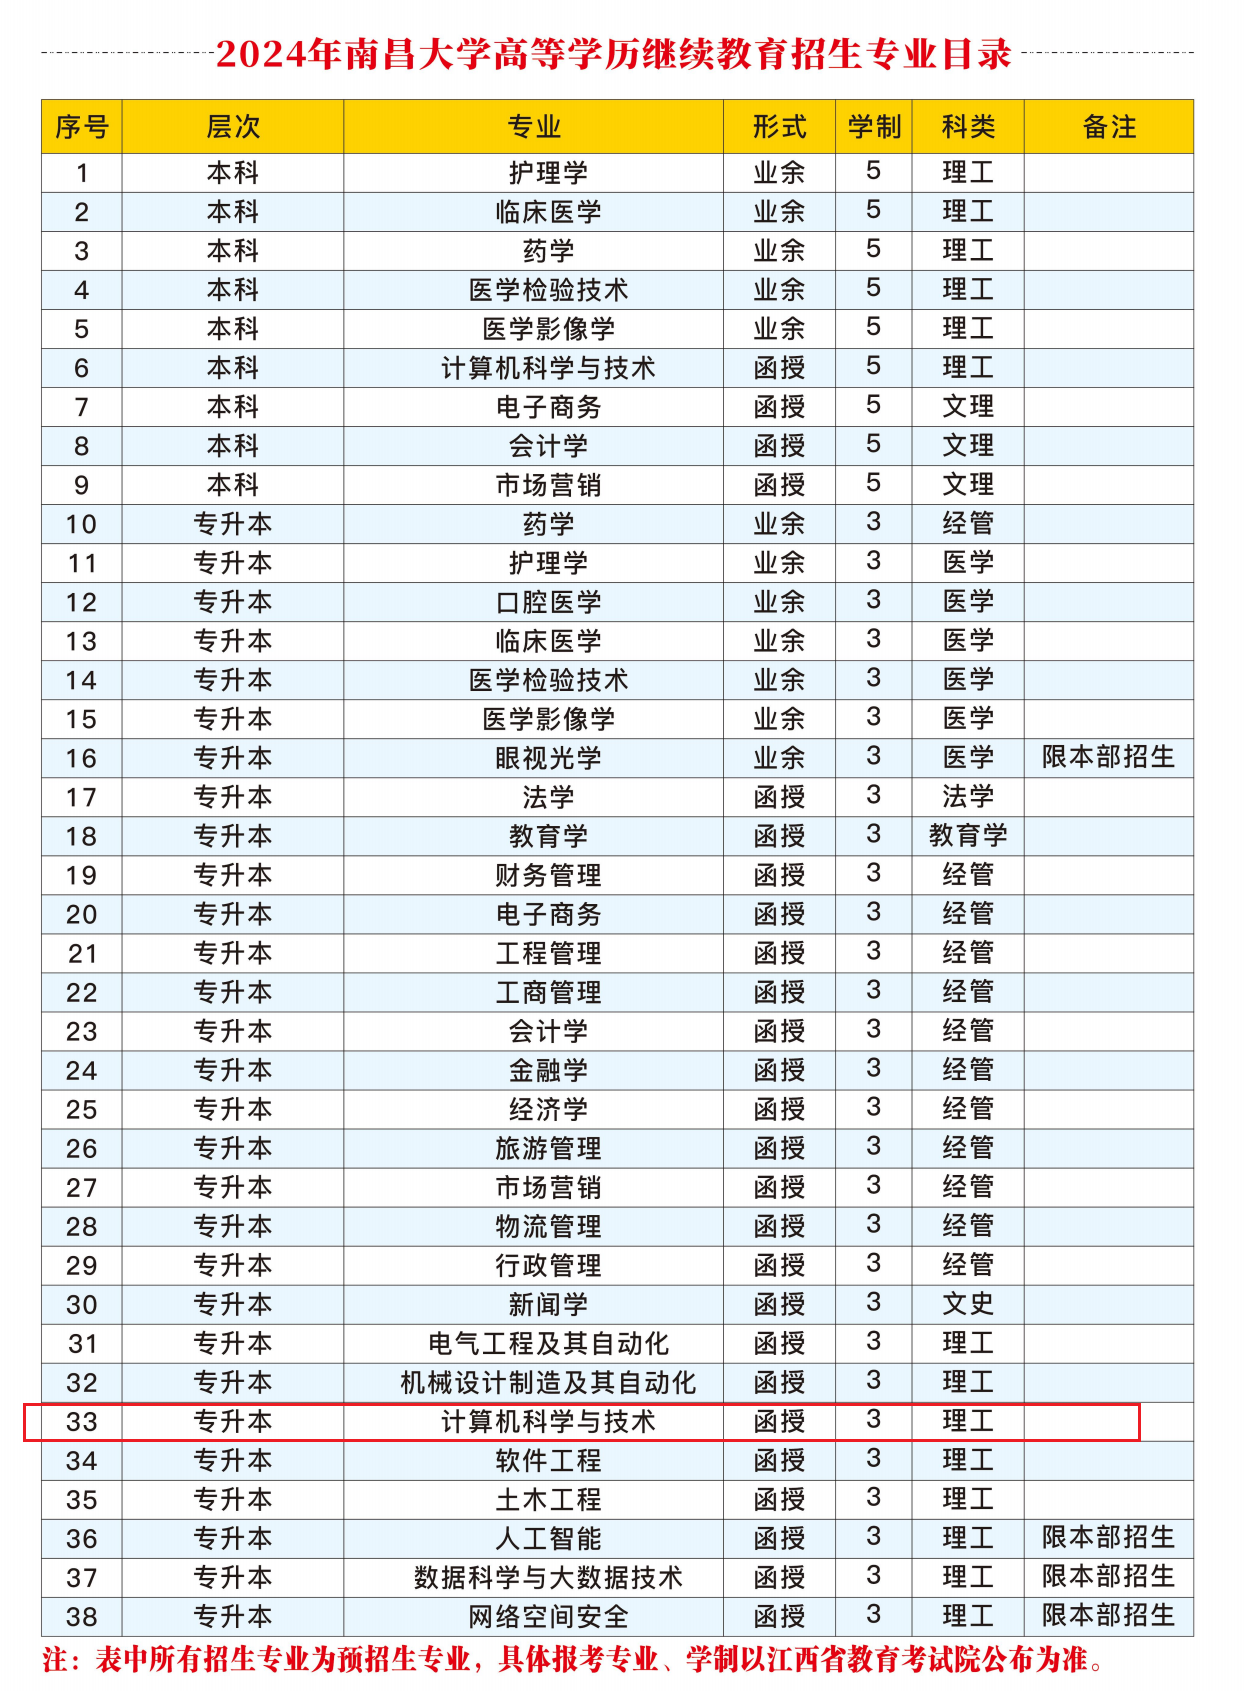 2024年南昌大学高等学历继续教育招生专业目录
序号 层次 专业 形式 学制 科类 备注
1 本科 护理学 业余 5 理工
2 本科 临床医学 业余 5 理工
3 本科 药学 业余 5 理工
4 本科 医学检验技术 业余 5 理工
5 本科 医学影像学 业余 5 理工
6 本科 计算机科学与技术 函授 5 理工
7 本科 电子商务 函授 5 文理
8 本科 会计学 函授 5 文理
9 本科 市场营销 函授 5 文理
10 专升本 药学 业余 3 经管
11 专升本 护理学 业余 3 医学
12 专升本 口腔医学 业余 3 医学
13 专升本 临床医学 业余 3 医学
14 专升本 医学检验技术 业余 3 医学
15 专升本 医学影像学 业余 3 医学
16 专升本 眼视光学 业余 3 医学 限本部招生
17 专升本 法学 函授 3 法学
18 专升本 教育学 函授 3 教育学
19 专升本 财务管理 函授 3 经管
20 专升本 电子商务 函授 3 经管
21 专升本 工程管理 函授 3 经管
22 专升本 工商管理 函授 3 经管
23 专升本 会计学 函授 3 经管
24 专升本 金融学 函授 3 经管
25 专升本 经济学 函授 3 经管
26 专升本 旅游管理 函授 3 经管
27 专升本 市场营销 函授 3 经管
28 专升本 物流管理 函授 3 经管
29 专升本 行政管理 函授 3 经管
30 专升本 新闻学 函授 3 文史
31 专升本 电气工程及其自动化 函授 3 理工
32 专升本 机械设计制造及其自动化 函授 3 理工
33 专升本 计算机科学与技术 函授 3 理工
34 专升本 软件工程 函授 3 理工
35 专升本 土木工程 函授 3 理工
36 专升本 人工智能 函授 3 理工 限本部招生
37 专升本 数据科学与大数据技术 函授 3 理工 限本部招生
38 专升本 网络空间安全 函授 3 理工 限本部招生
注：表中所有招生专业为预招生专业，具体报考专业、学制以江西省教育考试院公布为准。